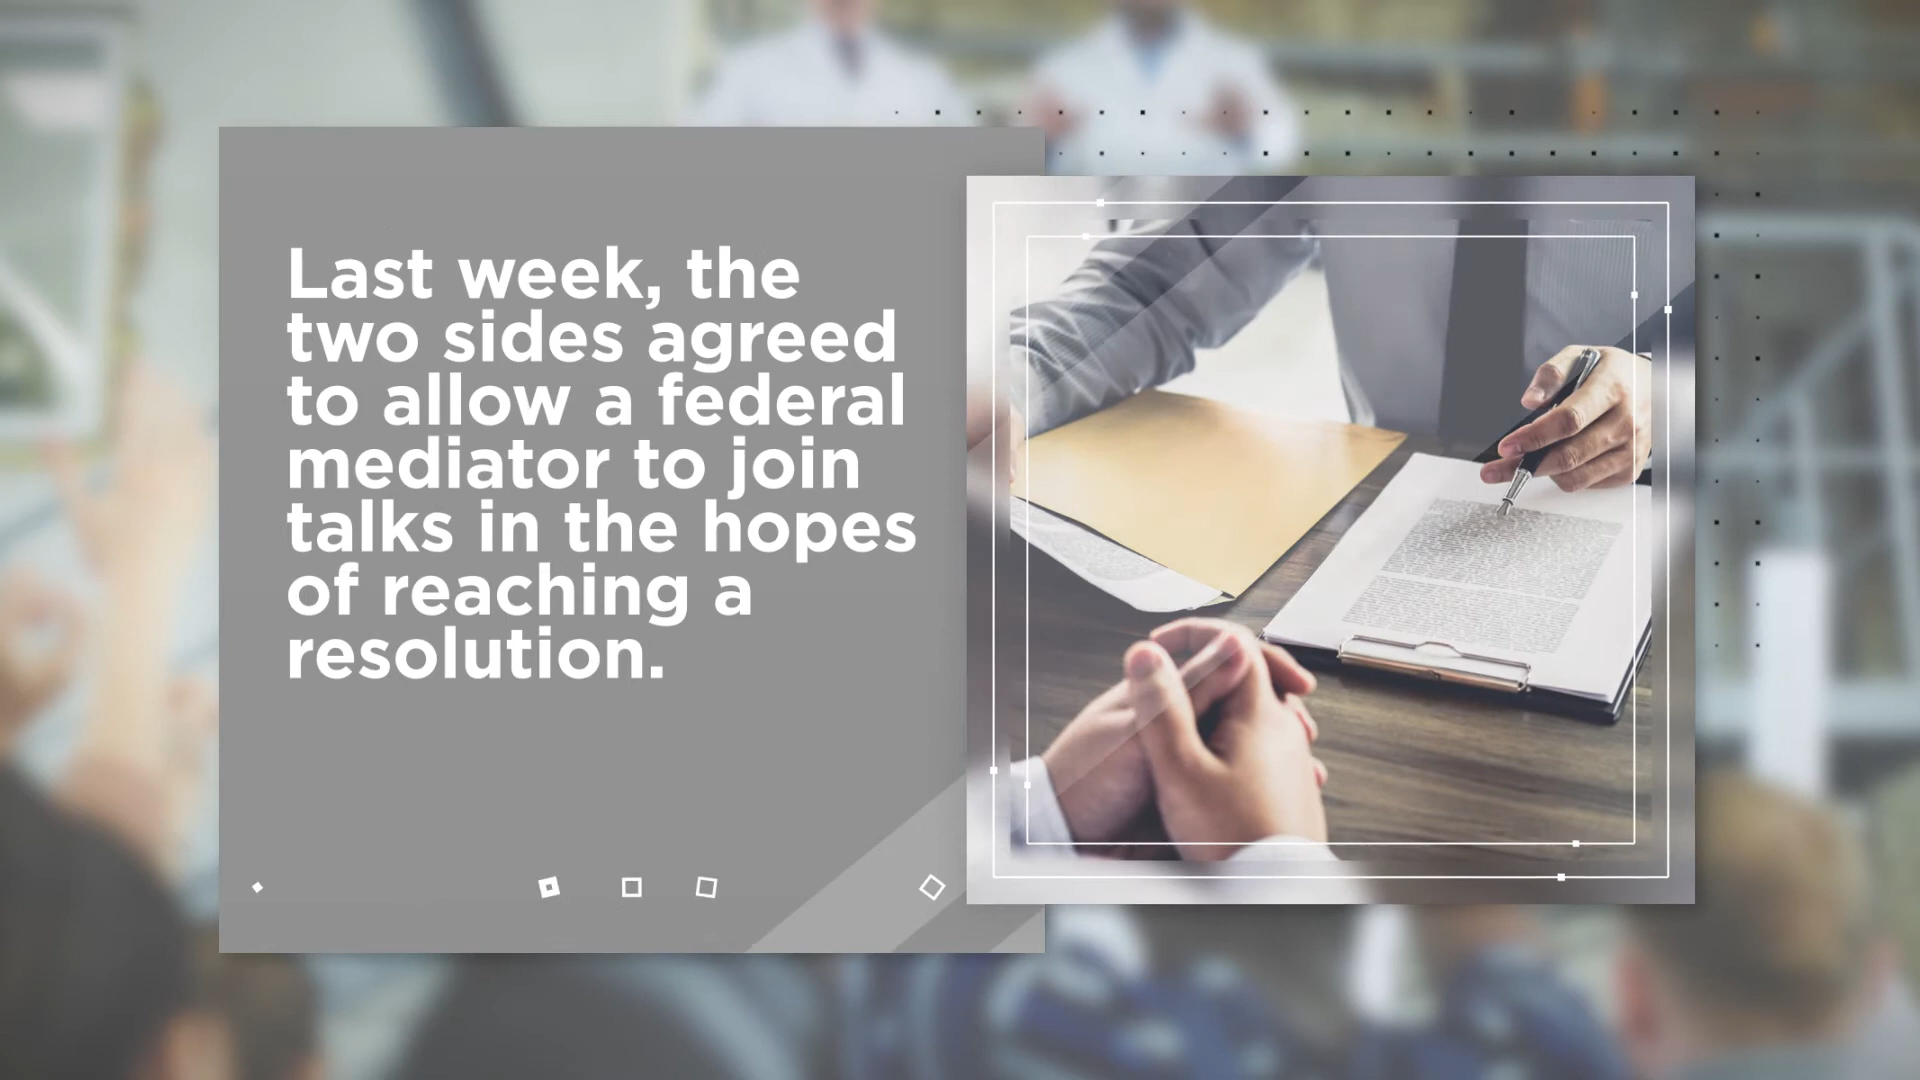 Last week, the
two sides agreed
to allow a federal
mediator to join
talks in the hopes
of reaching a
resolution.